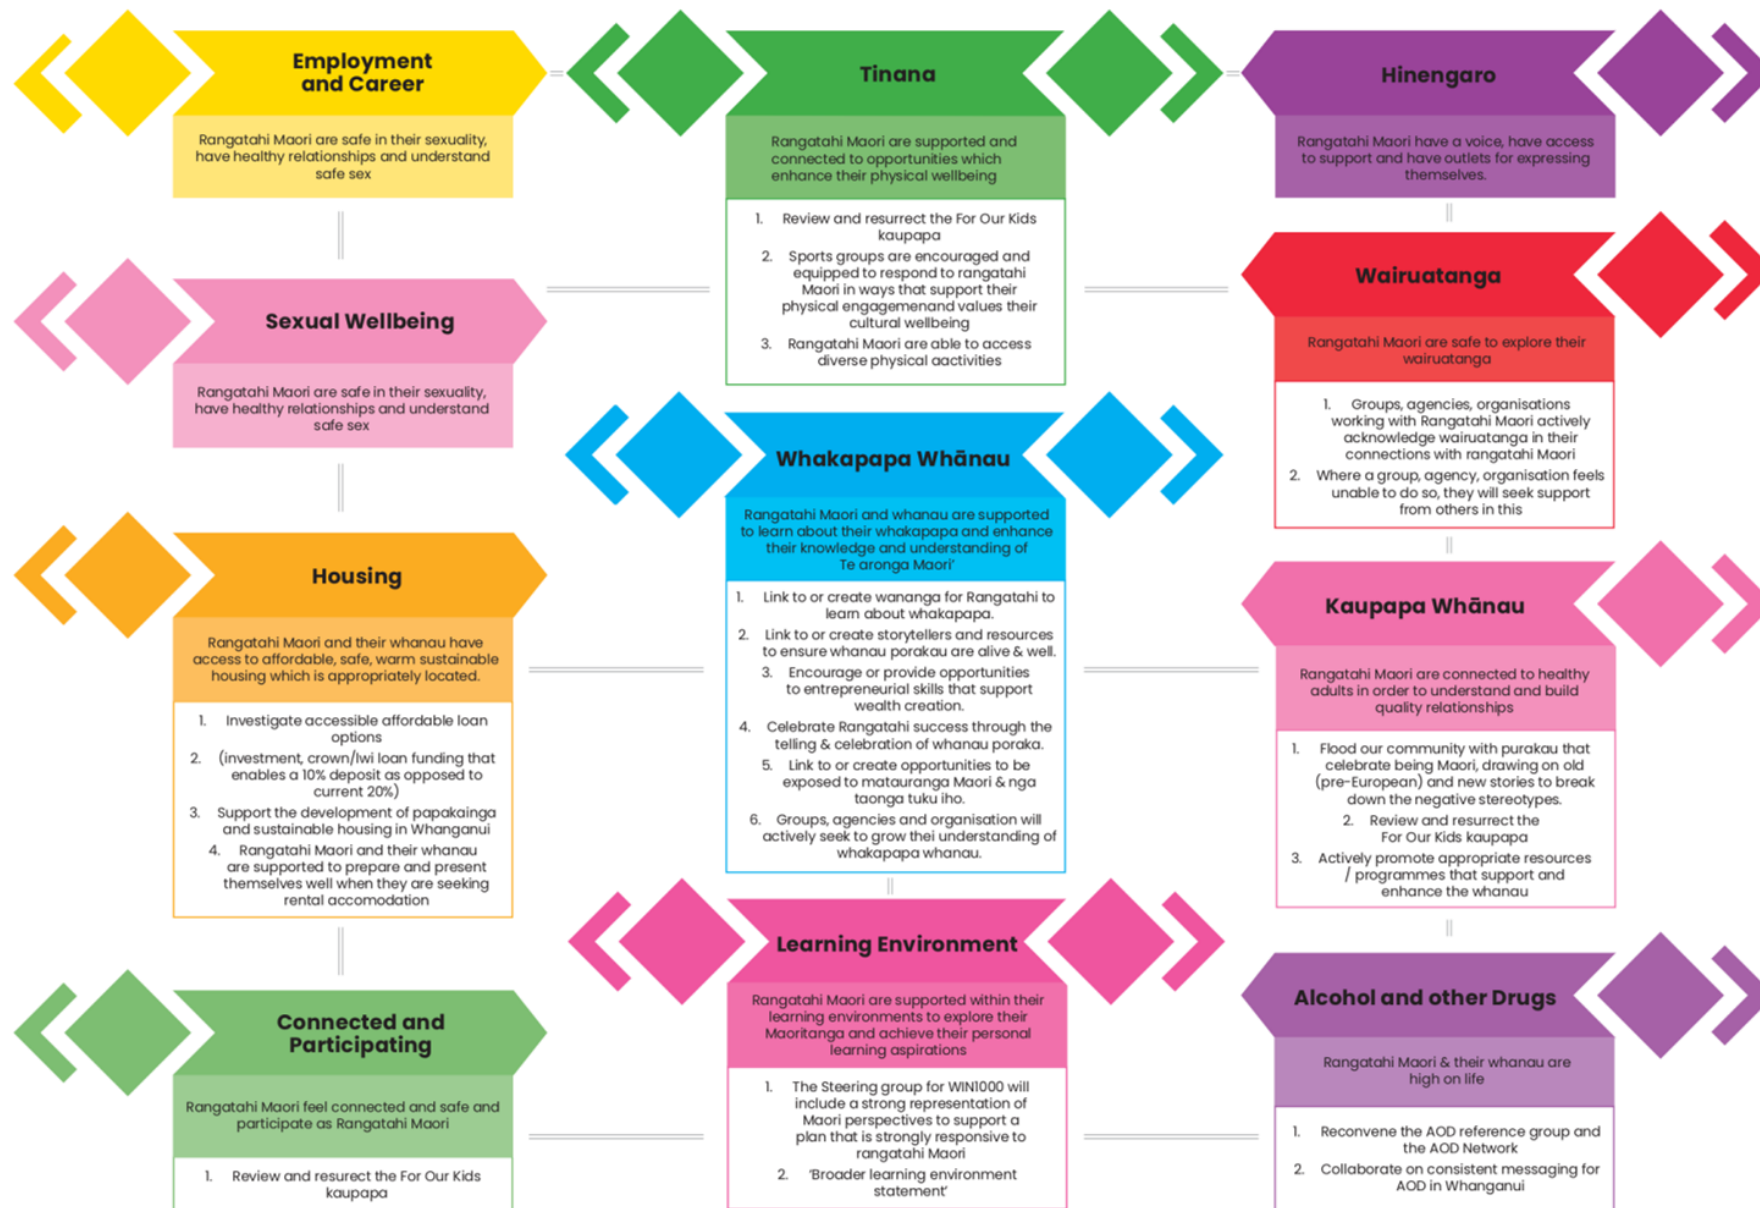 Employment
and Career
Rangatahi Maori are safe in their sexuality,
have healthy relationships and understand
safe sex
Sexual Wellbeing
Rangatahi Maori are safe in their sexuality,
have healthy relationships and understand
safe sex
Housing
Rangatahi Maori and their whanau have
access to affordable, safe, warm sustainable
housing which is appropriately located.
1. Investigate accessible affordable loan
options
2. (investment, crown/Iwi loan funding that
enables a 10% deposit as opposed to
current 20%)
3. Support the development of papakainga
and sustainable housing in Whanganui
4. Rangatahi Maori and their whanau
are supported to prepare and present
themselves well when they are seeking
rental accomodation
Connected and
Participating
Rangatahi Maori feel connected and safe and
participate as Rangatahi Maori
1. Review and resurect the For Our Kids
kaupapa
Tinana
Rangatahi Maori are supported and
connected to opportunities which
enhance their physical wellbeing
1. Review and resurrect the For Our Kids
kaupapa
2. Sports groups are encouraged and
equipped to respond to rangatahi
Maori in ways that support their
physical engagemenand values their
cultural wellbeing
3. Rangatahi Maori are able to access
diverse physical aactivities
Whakapapa Whānau
Rangatahi Maori and whanau are supported
to learn about their whakapapa and enhance
their knowledge and understanding of
Te aronga Maori'
1. Link to or create wananga for Rangatahi to
learn about whakapapa.
2. Link to or create storytellers and resources
to ensure whanau porakau are alive & well.
3. Encourage or provide opportunities
to entrepreneurial skills that support
wealth creation.
4. Celebrate Rangatahi success through the
telling & celebration of whanau poraka.
5. Link to or create opportunities to be
exposed to matauranga Maori & nga
taonga tuku iho.
6. Groups, agencies and organisation will
actively seek to grow thei understanding of
whakapapa whanau.
Learning Environment
Rangatahi Maori are supported within their
learning environments to explore their
Maoritanga and achieve their personal
learning aspirations
1. The Steering group for WIN1000 will
include a strong representation of
Maori perspectives to support a
plan that is strongly responsive to
rangatahi Maori
2. 'Broader learning environment
statement'
Hinengaro
Rangatahi Maori have a voice, have access
to support and have outlets for expressing
themselves.
Wairuatanga
Rangatahi Maori are safe to explore their
wairuatanga
1. Groups, agencies, organisations
working with Rangatahi Maori actively
acknowledge wairuatanga in their
connections with rangatahi Maori
2. Where a group, agency, organisation feels
unable to do so, they will seek support
from others in this
Kaupapa Whānau
Rangatahi Maori are connected to healthy
adults in order to understand and build
quality relationships
1. Flood our community with purakau that
celebrate being Maori, drawing on old
(pre-European) and new stories to break
down the negative stereotypes.
2. Review and resurrect the
For Our Kids kaupapa
3. Actively promote appropriate resources
/ programmes that support and
enhance the whanau
Alcohol and other Drugs
Rangatahi Maori & their whanau are
high on life
1. Reconvene the AOD reference group and
the AOD Network
2. Collaborate on consistent messaging for
AOD in Whanganui